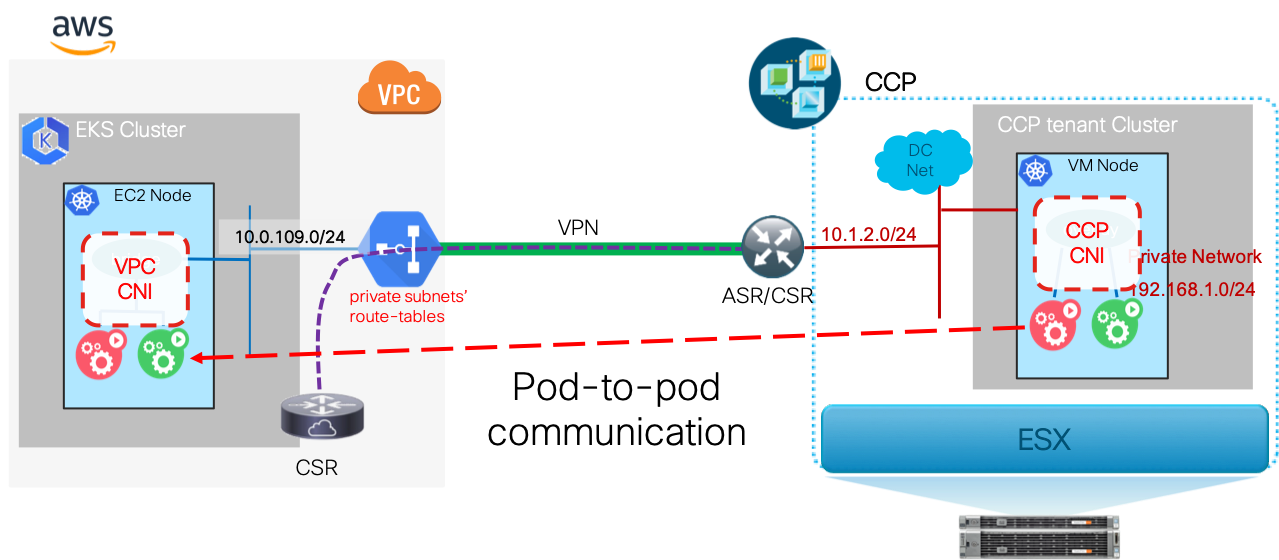 aws
VPC
EKS Cluster
EC2 Node
10.0.109.0/24
VPC
CNI
private subnets’
route-tables
CSR
VPN
ASR/CSR
Pod-to-pod
communication
CCP
DC
Net
10.1.2.0/24
CCP tenant Cluster
VM Node
CCP
CNI
Private Network
192.168.1.0/24
ESX